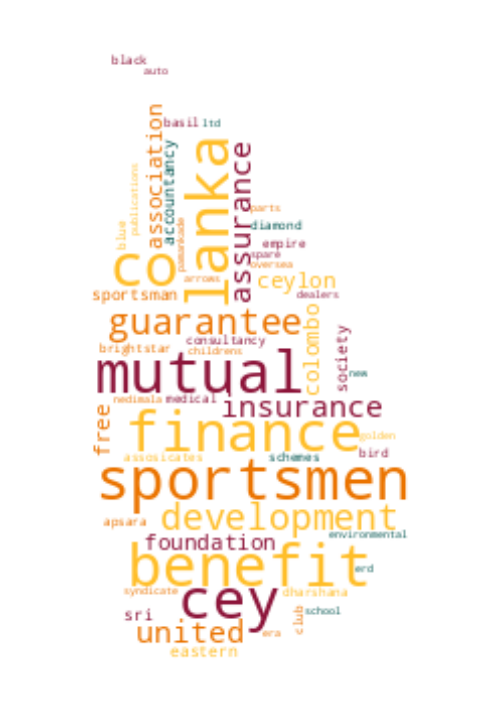 black
auto
association
basil
ltd
accountancy
lanka
assurance
publications
blue
pamankade
parts
diamond
empire
spare
oversea
co
arroms
ceylon
sportsman
dealers
guarantee
colombo
society
consultancy
brightstar
childrens
mutual
new
nedimala
medical
insurance
free
finance
golden
assosicates
schemes
bird
sportsmen
apsara
development
environmental
foundation
benefit
erd
syndicate
cey
dharshana
sri
club
school
united
era
eastern